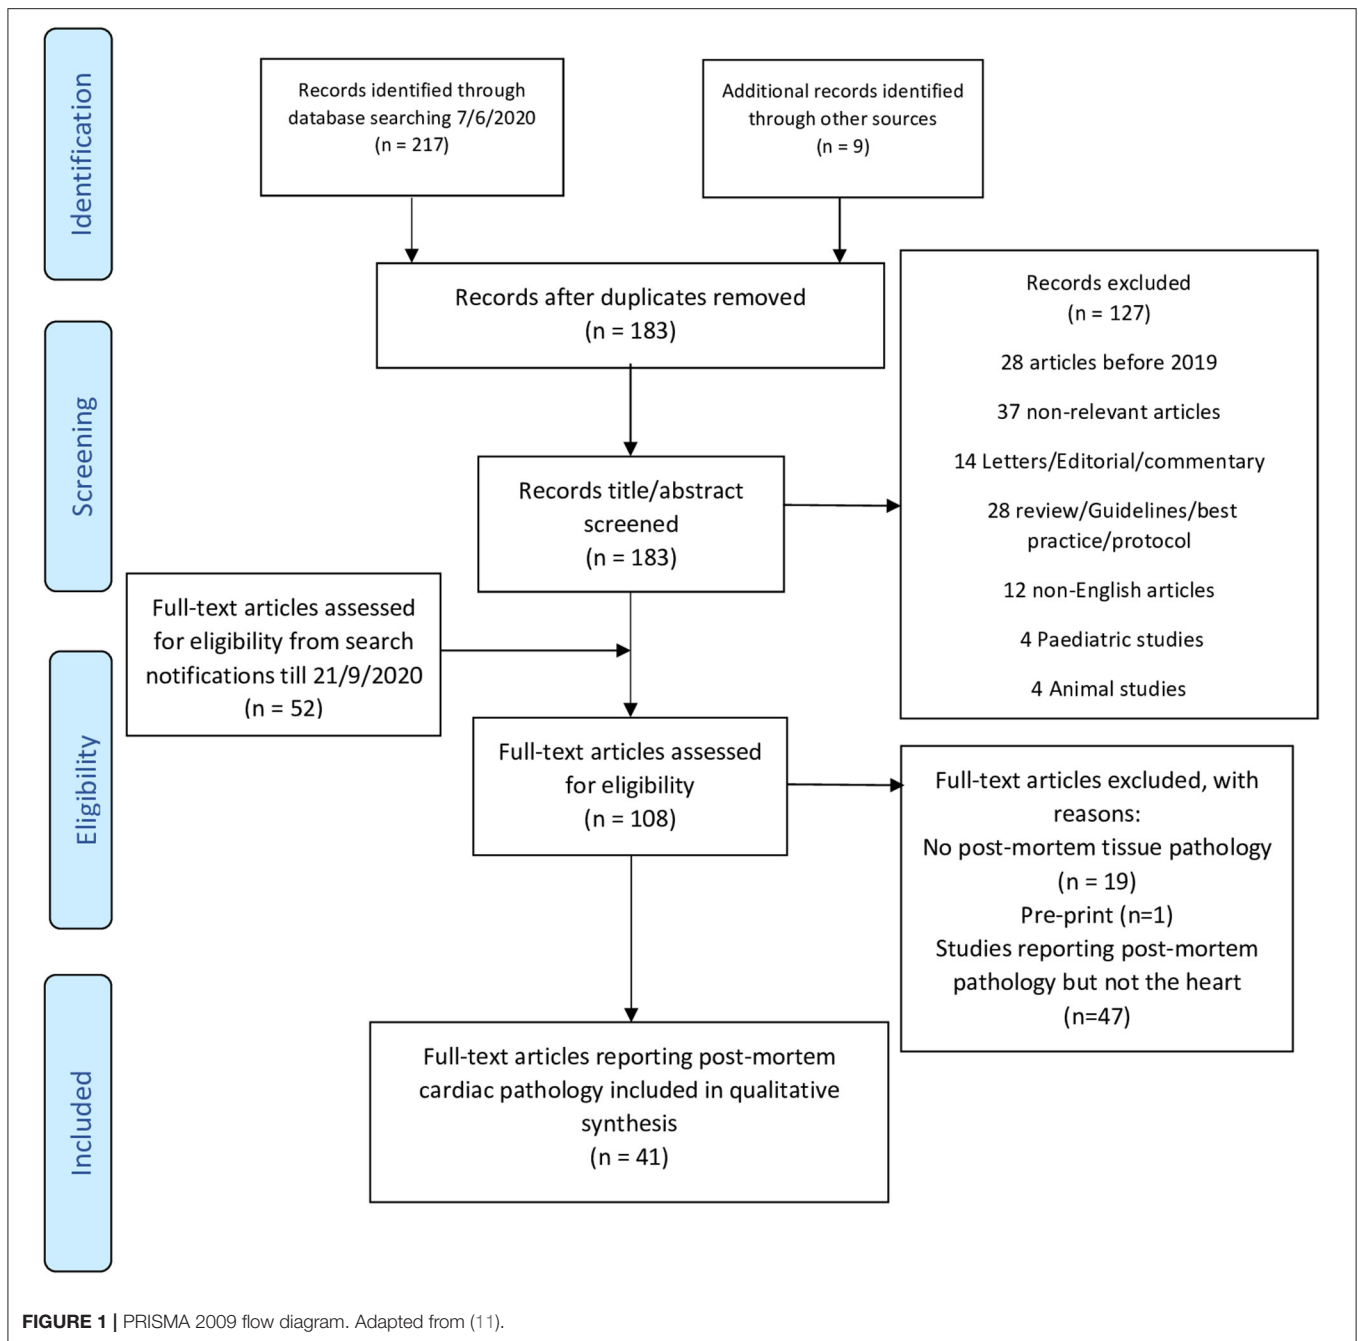 Identification
Records identified through
database searching 7/6/2020
(n = 217)
Additional records identified
through other sources
(n = 9)
Records after duplicates removed
(n = 183)
Records excluded
(n = 127)
28 articles before 2019
37 non-relevant articles
14 Letters/Editorial/commentary
28 review/Guidelines/best
practice/protocol
12 non-English articles
4 Paediatric studies
4 Animal studies
Screening
Records title/abstract
screened
(n = 183)
Full-text articles assessed
for eligibility from search
notifications till 21/9/2020
(n = 52)
Eligibility
Full-text articles assessed
for eligibility
(n = 108)
Full-text articles excluded, with
reasons:
No post-mortem tissue pathology
(n = 19)
Pre-print (n=1)
Studies reporting post-mortem
pathology but not the heart
(n=47)
Included
Full-text articles reporting post-mortem
cardiac pathology included in qualitative
synthesis
(n = 41)
FIGURE 1 | PRISMA 2009 flow diagram. Adapted from (11).